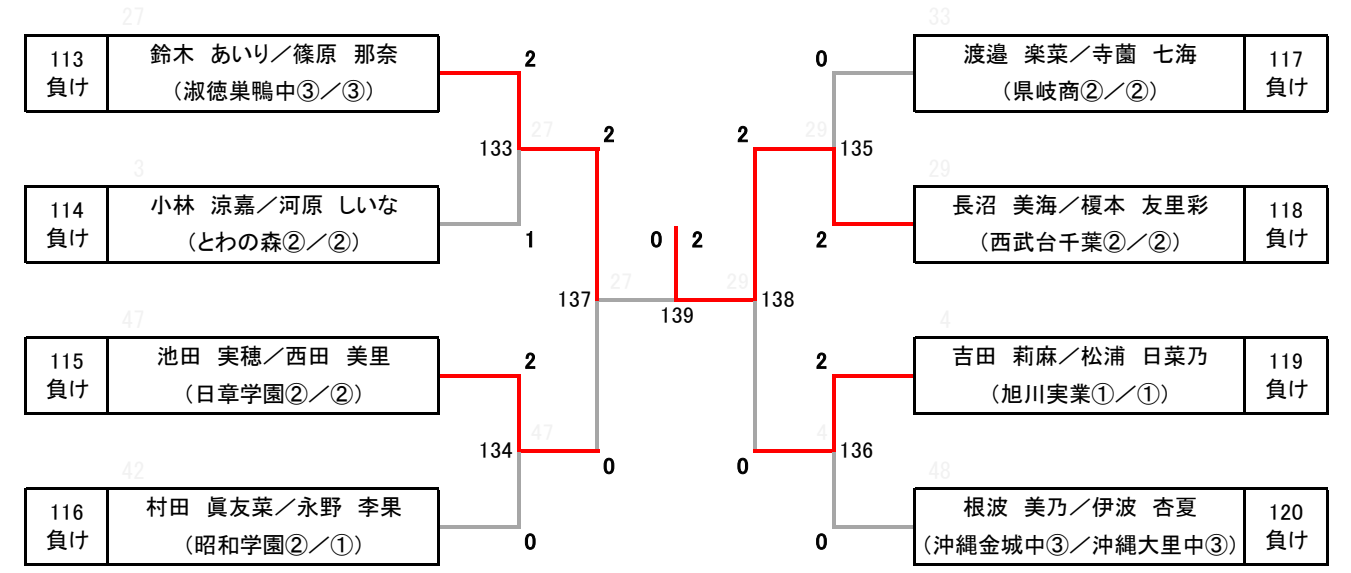 27
113
負け
鈴木　あいり／篠原　那奈
（淑徳巣鴨中③／③）
3
114
負け
小林　涼嘉／河原　しいな
（とわの森②／②）
47
115
負け
池田　実穂／西田　美里
（日章学園②／②）
42
116
負け
村田　眞友菜／永野　李果
（昭和学園②／①）
2
27
133
1
2
47
134
0
2
137
0
27
0 2
139
29
2
138
0
0
29
135
2
2
4
136
0
33
渡邉　楽菜／寺薗　七海
（県岐商②／②）
117
負け
29
長沼　美海／榎本　友里彩
（西武台千葉②／②）
118
負け
4
吉田　莉麻／松浦　日菜乃
（旭川実業①／①）
119
負け
48
根波　美乃／伊波　杏夏
（沖縄金城中③／沖縄大里中③）
120
負け